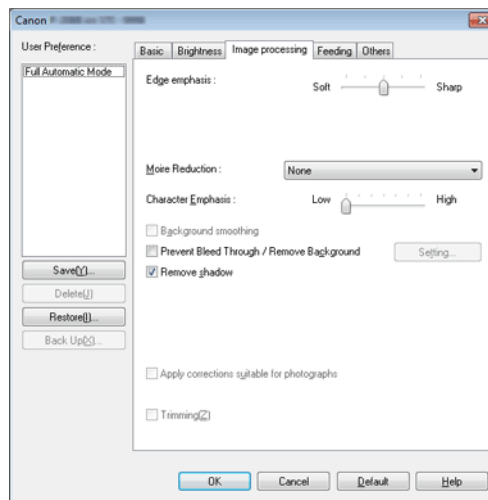 Canon
User Preference :
Full Automatic Mode
Save(Y)...
Delete(J)
Restore(I)...
Back Up(X)...
Basic Brightness Image processing Feeding Others
Edge emphasis :
Soft Sharp
Moire Reduction :
None
Character Emphasis :
Low High
Background smoothing
Prevent Bleed Through / Remove Background
Setting...
Remove shadow
Apply corrections suitable for photographs
Trimming(Z)
OK Cancel Default Help